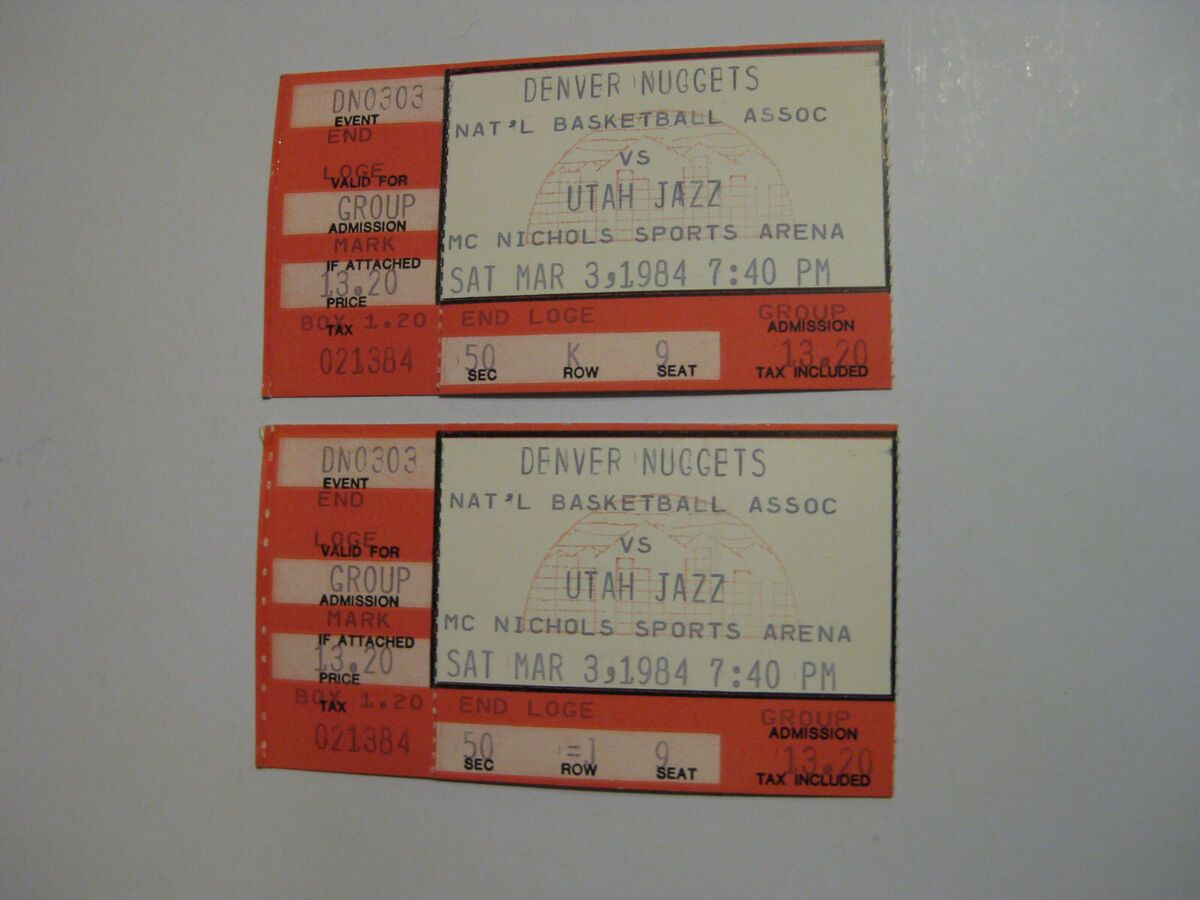 DN0303
EVENT
END
LOGE
VALID FOR
GROUP
ADMISSION
MARK
IF ATTACHED
13.20
PRICE
BOX 1.20
TAX
021384
DENVER NUGGETS
NAT'L BASKETBALL ASSOC
VS
UTAH JAZZ
MC NICHOLS SPORTS ARENA
SAT MAR 3,1984 7:40 PM
END LOGE GROUP
ADMISSION
50 K 9 13.20
SEC ROW SEAT TAX INCLUDED
DN0303
EVENT
END
LOGE
VALID FOR
GROUP
ADMISSION
MARK
IF ATTACHED
13.20
PRICE
BOX 1.20
TAX
021384
DENVER NUGGETS
NAT'L BASKETBALL ASSOC
VS
UTAH JAZZ
MC NICHOLS SPORTS ARENA
SAT MAR 3,1984 7:40 PM
END LOGE GROUP
ADMISSION
50 =J 9 13.20
SEC ROW SEAT TAX INCLUDED